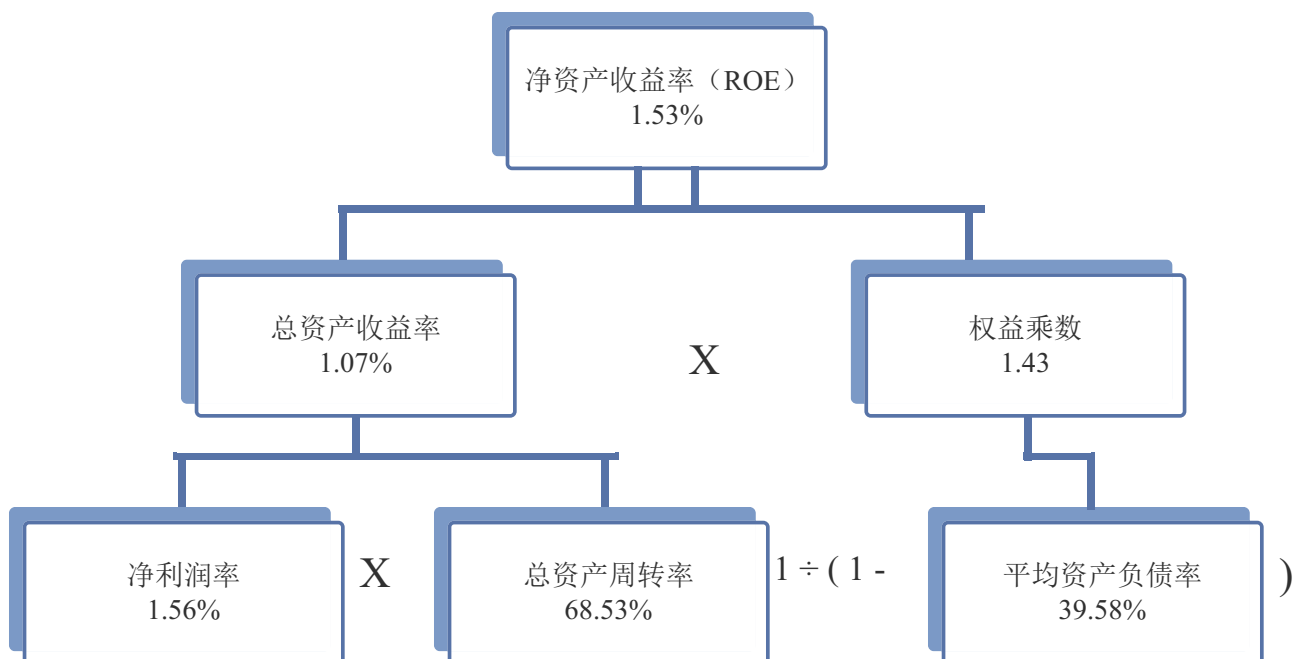 净资产收益率（ROE）
1.53%
总资产收益率
1.07%
X
权益乘数
1.43
净利润率
1.56%
X
总资产周转率
68.53%
1 ÷ ( 1 -
平均资产负债率
39.58%
)